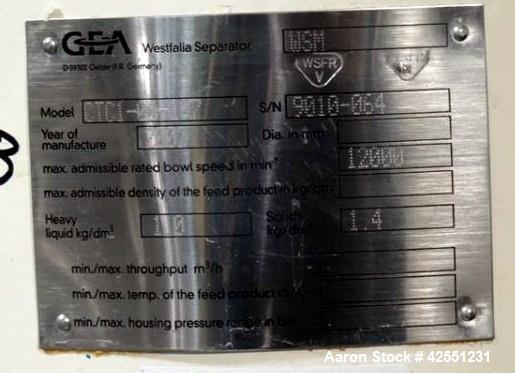 GEA Westfalia Separator WSM
D-59302 Oelde (F.R. Germany)
WSFR
V
Model S/N 9010-064
Year of
manufacture Dia. in mm
max. admissible rated bowl speed in min⁻¹ 12000
max. admissible density of the feed product in kg/dm³
Heavy
liquid kg/dm³ 1.0 Solids
kg/dm³ 1.4
min./max. throughput m³/h
min./max. temp. of the feed product in
min./max. housing pressure range in bar
Aaron Stock # 42551231